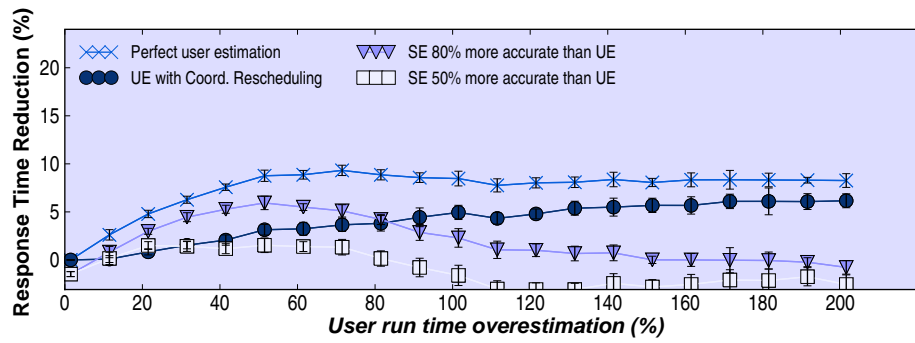 Response Time Reduction (%)
20
15
10
5
0
Perfect user estimation
UE with Coord. Rescheduling
SE 80% more accurate than UE
SE 50% more accurate than UE
0 20 40 60 80 100 120 140 160 180 200
User run time overestimation (%)